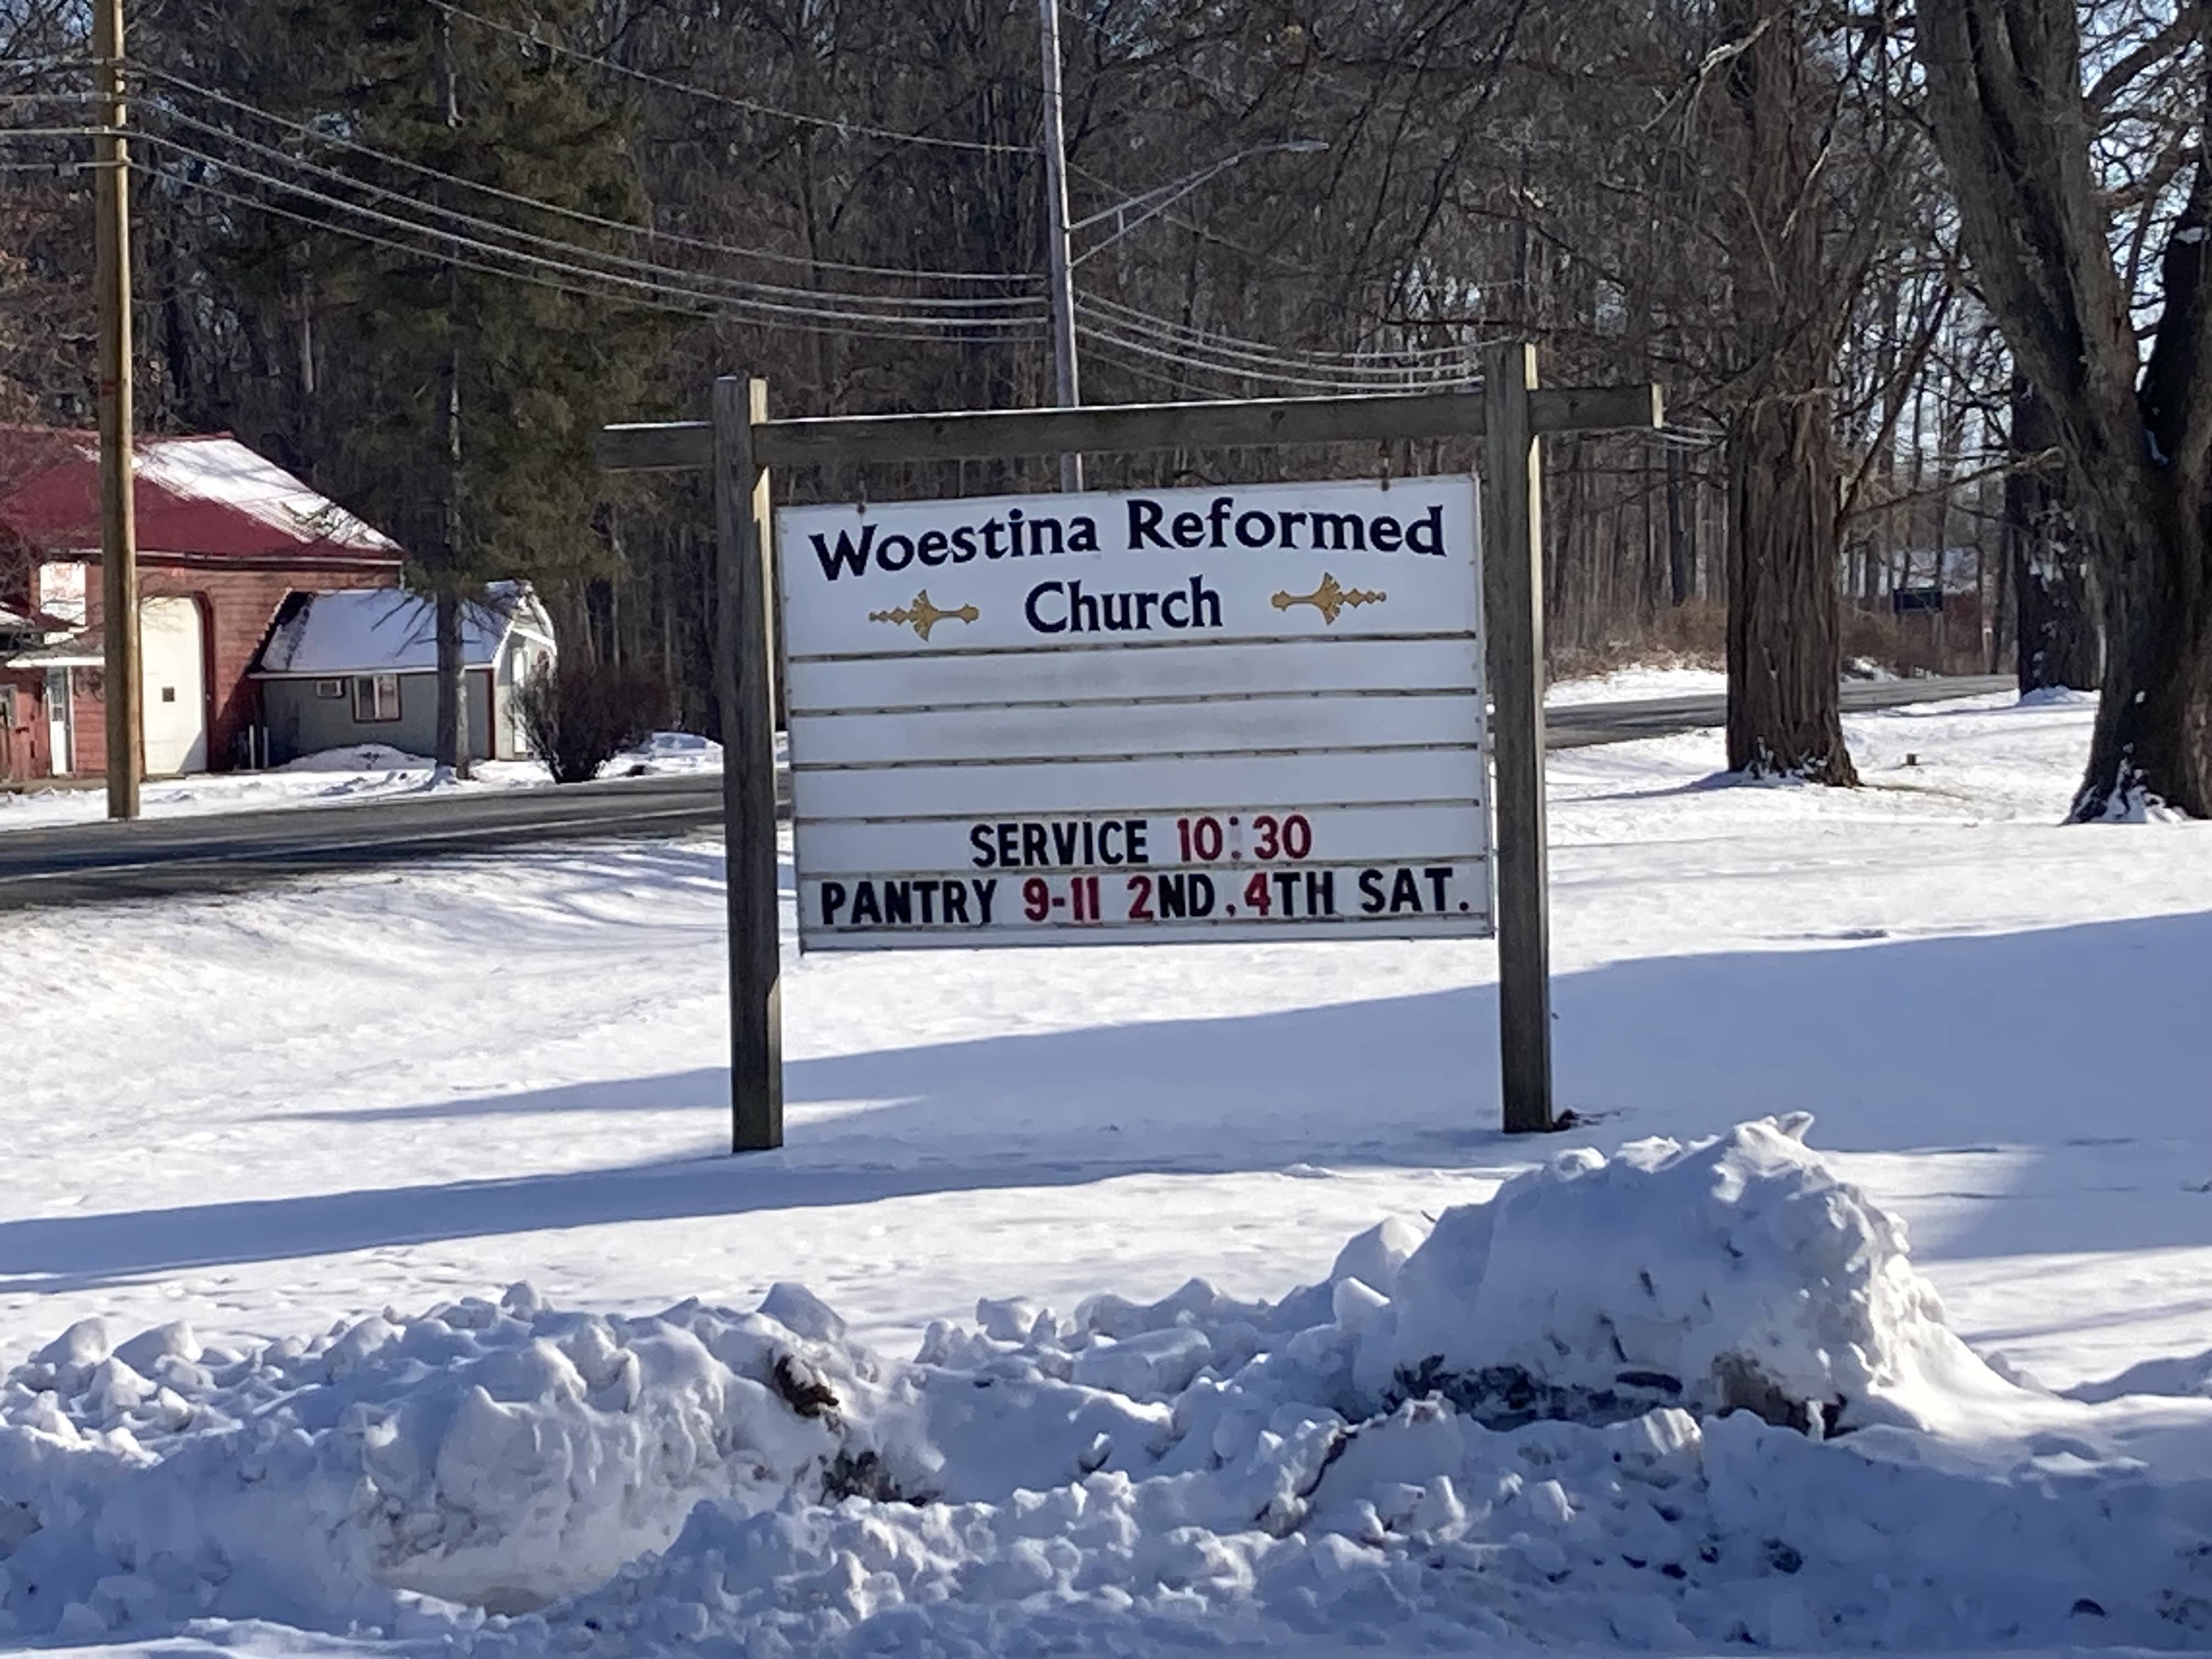 Woestina Reformed
Church
SERVICE 10:30
PANTRY 9-11 2ND,4TH SAT.